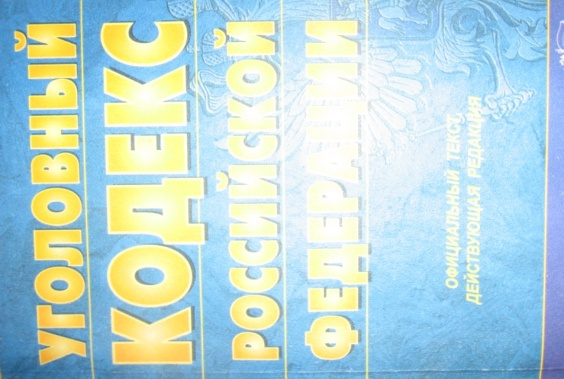 УГОЛОВНЫЙ
КОДЕКС
РОССИЙСКОЙ
ФЕДЕРАЦИИ
ОФИЦИАЛЬНЫЙ ТЕКСТ,
ДЕЙСТВУЮЩАЯ РЕДАКЦИЯ